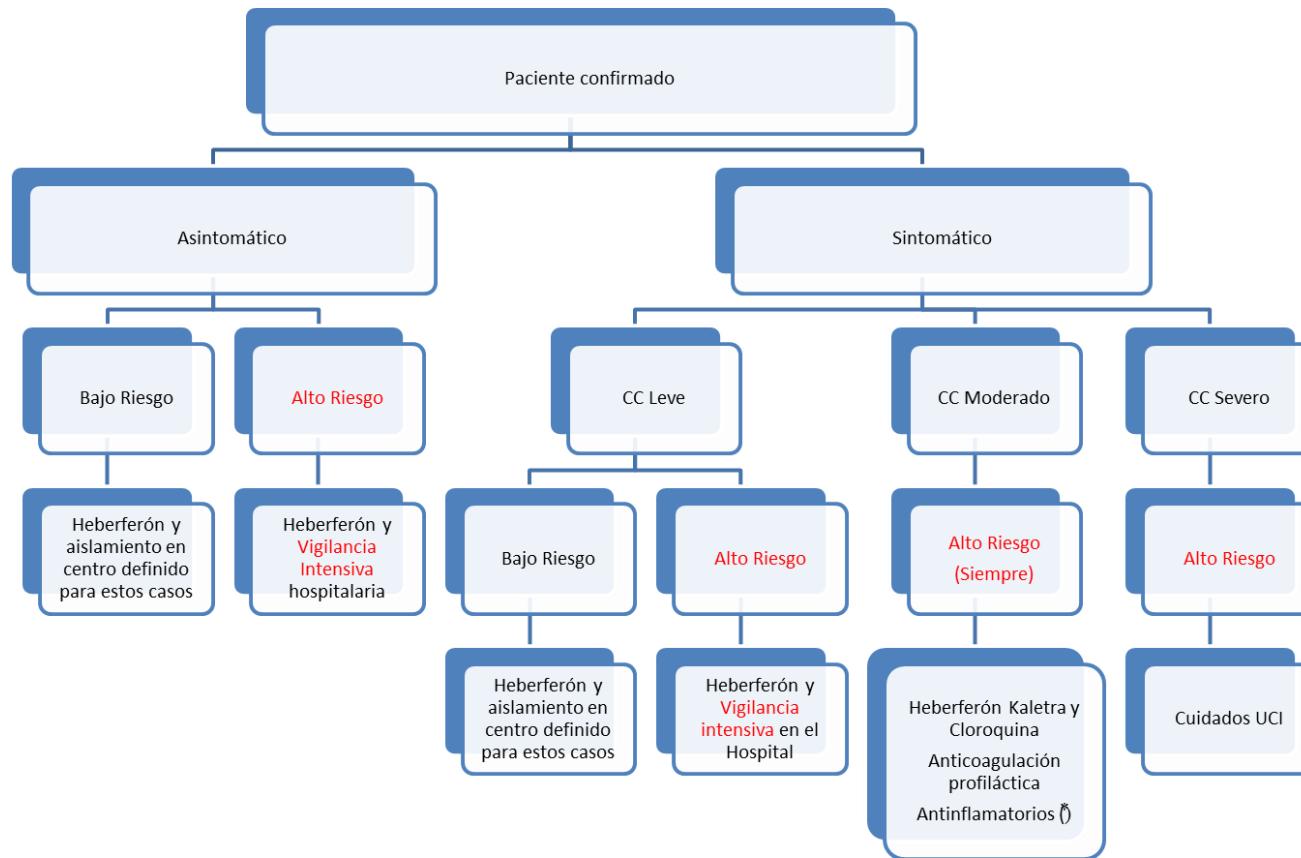 Paciente confirmado
Asintomático
Sintomático
Bajo Riesgo
Alto Riesgo
CC Leve
CC Moderado
CC Severo
Heberferón y
aislamiento en
centro definido
para estos casos
Heberferón y
Vigilancia
Intensiva
hospitalaria
Bajo Riesgo
Alto Riesgo
Alto Riesgo
(Siempre)
Alto Riesgo
Heberferón y
aislamiento en
centro definido
para estos casos
Heberferón y
Vigilancia
intensiva en el
Hospital
Heberferón Kaletra y
Cloroquina
Anticoagulación
profiláctica
Antinflamatorios (*)
Cuidados UCI